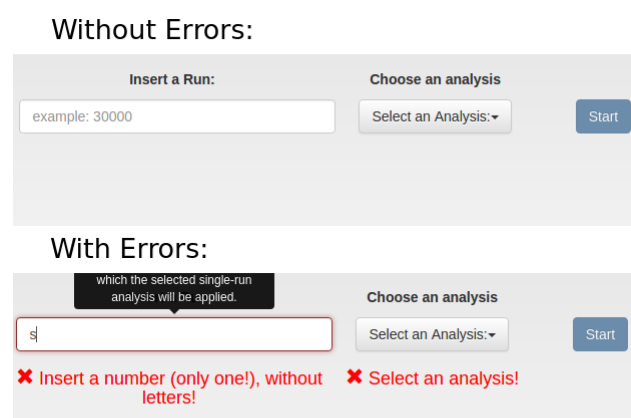 Without Errors:
Insert a Run:
Choose an analysis
example: 30000
Select an Analysis:
Start
With Errors:
which the selected single-run
analysis will be applied.
Choose an analysis
s
Select an Analysis:
Start
✖ Insert a number (only one!), without
letters!
✖ Select an analysis!